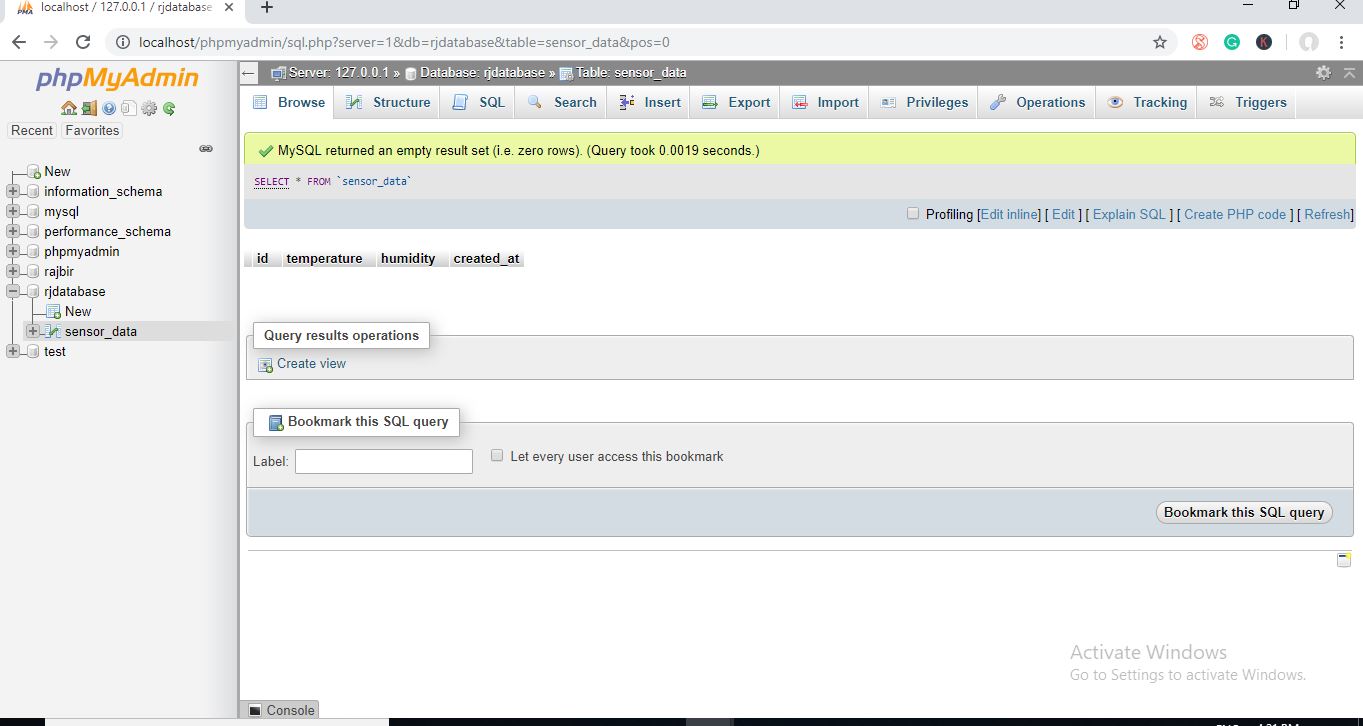 localhost / 127.0.0.1 / rjdatabase
localhost/phpmyadmin/sql.php?server=1&db=rjdatabase&table=sensor_data&pos=0
phpMyAdmin
Server: 127.0.0.1 » Database: rjdatabase » Table: sensor_data
Browse Structure SQL Search Insert Export Import Privileges Operations Tracking Triggers
Recent Favorites
New
information_schema
mysql
performance_schema
phpmyadmin
rajbir
rjdatabase
New
sensor_data
test
MySQL returned an empty result set (i.e. zero rows). (Query took 0.0019 seconds.)
SELECT * FROM `sensor_data`
Profiling [Edit inline] [ Edit ] [ Explain SQL ] [ Create PHP code ] [ Refresh]
id temperature humidity created_at
Query results operations
Create view
Bookmark this SQL query
Label: Let every user access this bookmark
Bookmark this SQL query
Activate Windows
Go to Settings to activate Windows.
Console